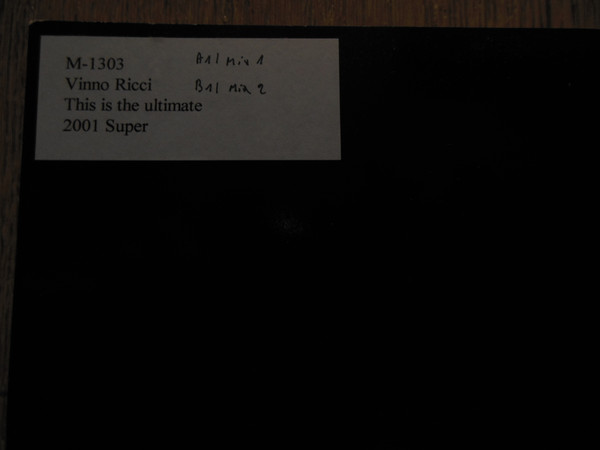 M-1303 A1/ Mix 1
Vinno Ricci B1/ Mix 2
This is the ultimate
2001 Super